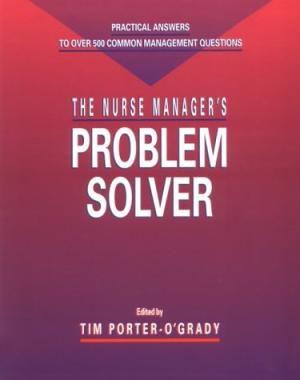 PRACTICAL ANSWERS
TO OVER 500 COMMON MANAGEMENT QUESTIONS
THE NURSE MANAGER'S
PROBLEM
SOLVER
Edited by
TIM PORTER-O'GRADY